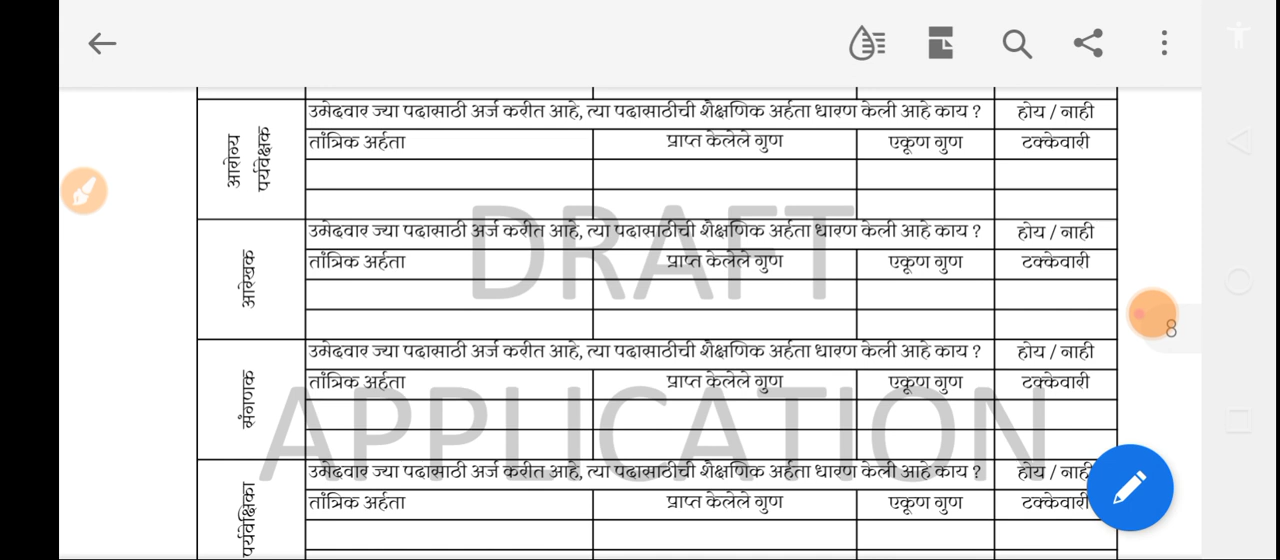 उमेदवार ज्या पदासाठी अर्ज करीत आहे, त्या पदासाठीची शैक्षणिक अर्हता धारण केली आहे काय ? होय / नाही
आरोग्य पर्यवेक्षक
तांत्रिक अर्हता प्राप्त केलेले गुण एकूण गुण टक्केवारी
उमेदवार ज्या पदासाठी अर्ज करीत आहे, त्या पदासाठीची शैक्षणिक अर्हता धारण केली आहे काय ? होय / नाही
आरेखक
तांत्रिक अर्हता प्राप्त केलेले गुण एकूण गुण टक्केवारी
DRAFT
8
उमेदवार ज्या पदासाठी अर्ज करीत आहे, त्या पदासाठीची शैक्षणिक अर्हता धारण केली आहे काय ? होय / नाही
संगणक
तांत्रिक अर्हता प्राप्त केलेले गुण एकूण गुण टक्केवारी
APPLICATION
उमेदवार ज्या पदासाठी अर्ज करीत आहे, त्या पदासाठीची शैक्षणिक अर्हता धारण केली आहे काय ? होय / नाही
पर्यवेक्षिका
तांत्रिक अर्हता प्राप्त केलेले गुण एकूण गुण टक्केवारी